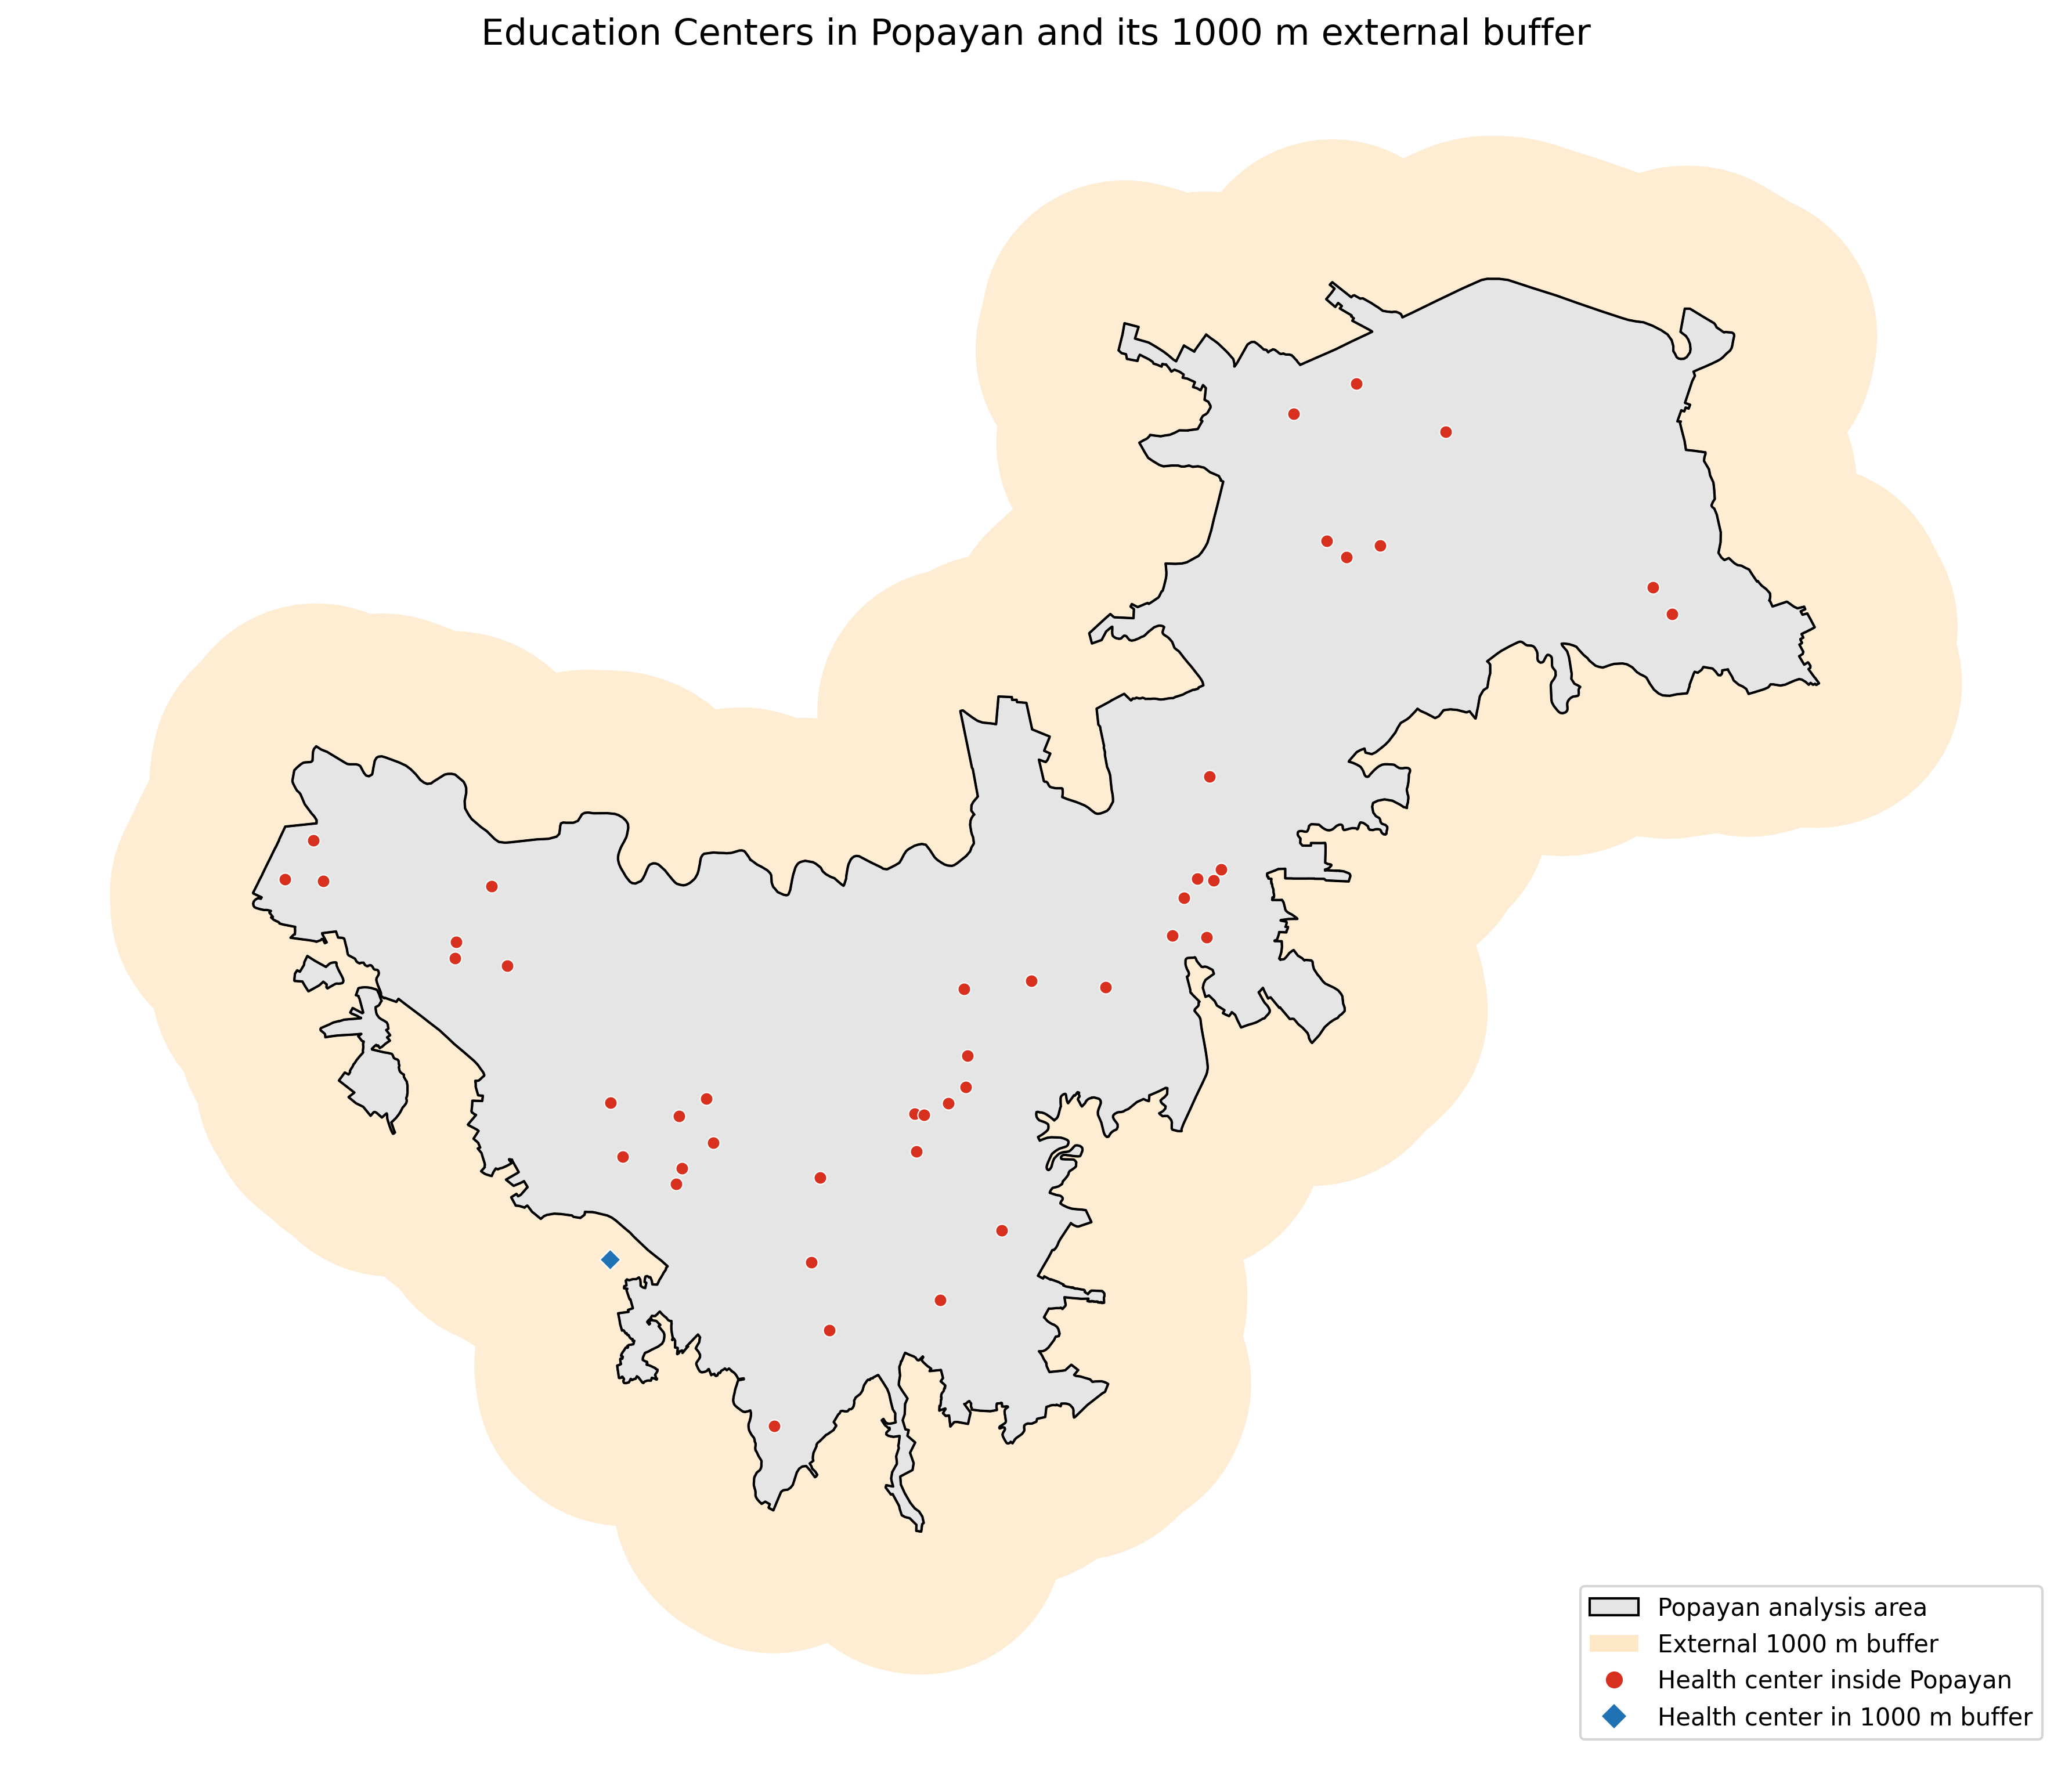 Education Centers in Popayan and its 1000 m external buffer
Popayan analysis area
External 1000 m buffer
Health center inside Popayan
Health center in 1000 m buffer